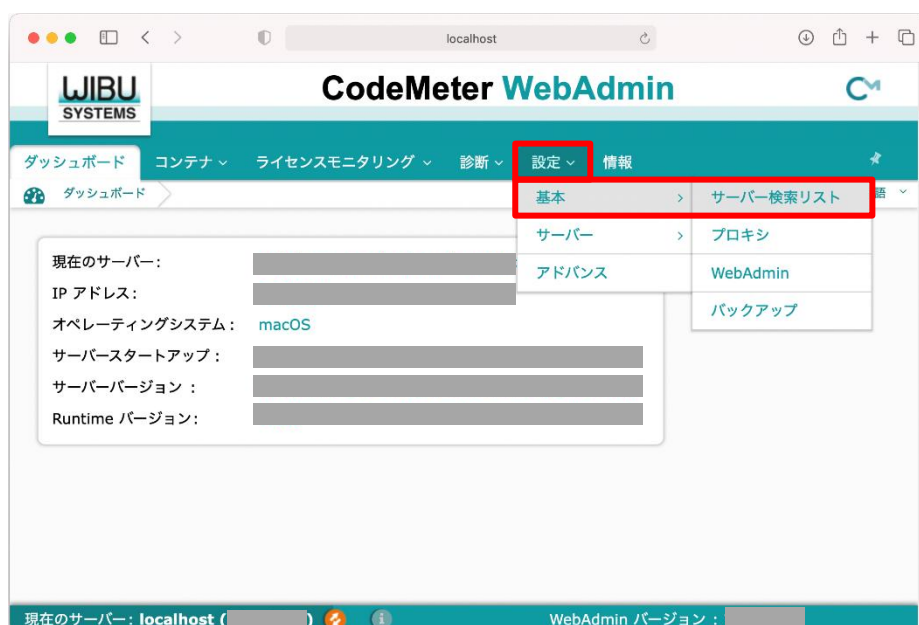 localhost
WIBU
SYSTEMS
CodeMeter WebAdmin
ダッシュボード コンテナ ライセンスモニタリング 診断 設定 情報
ダッシュボード 語
基本 サーバー検索リスト
サーバー プロキシ
アドバンス WebAdmin
バックアップ
現在のサーバー:
IP アドレス:
オペレーティングシステム: macOS
サーバースタートアップ:
サーバーバージョン :
Runtime バージョン:
現在のサーバー: localhost ( ) WebAdmin バージョン :